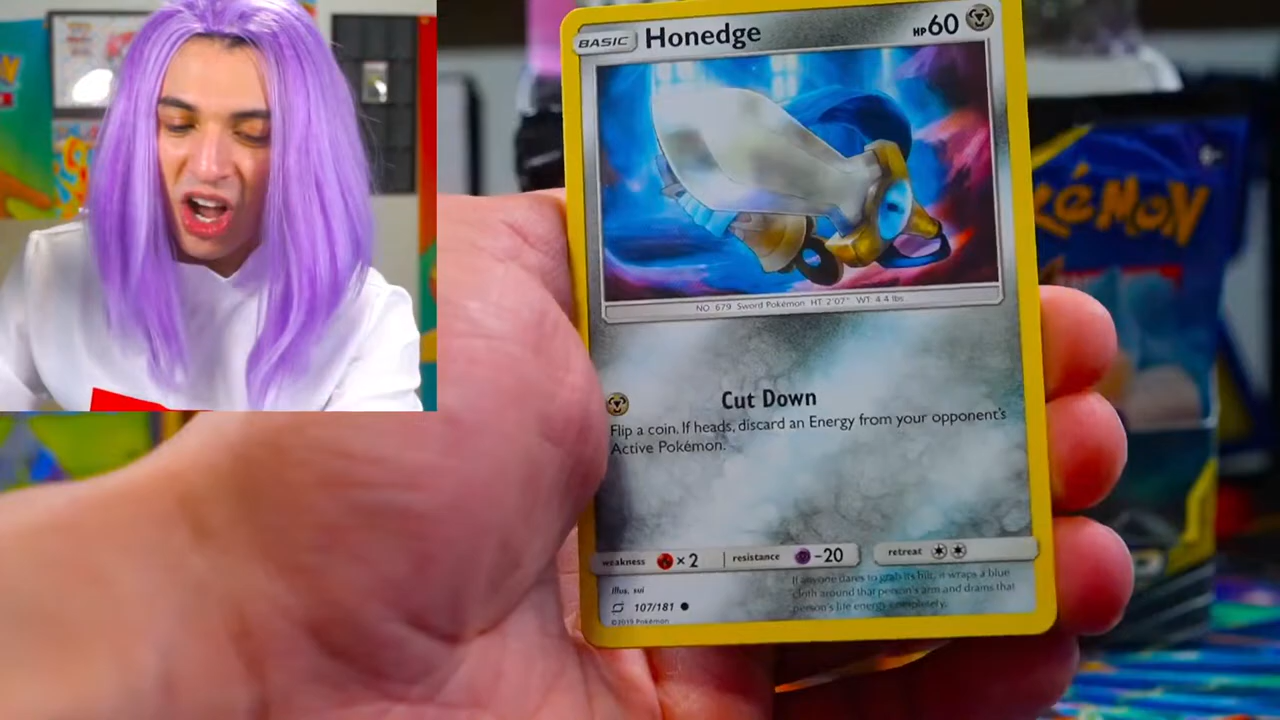 BASIC Honedge HP60
NO. 679 Sword Pokémon HT: 2'07" WT: 4.4 lbs.
Cut Down
Flip a coin. If heads, discard an Energy from your opponent's
Active Pokémon.
weakness ×2 resistance -20 retreat
If anyone dares to grab its hilt, it wraps a blue
cloth around that person's arm and drains that
person's life energy completely.
Illus. sui
107/181
©2019 Pokémon
POKéMON